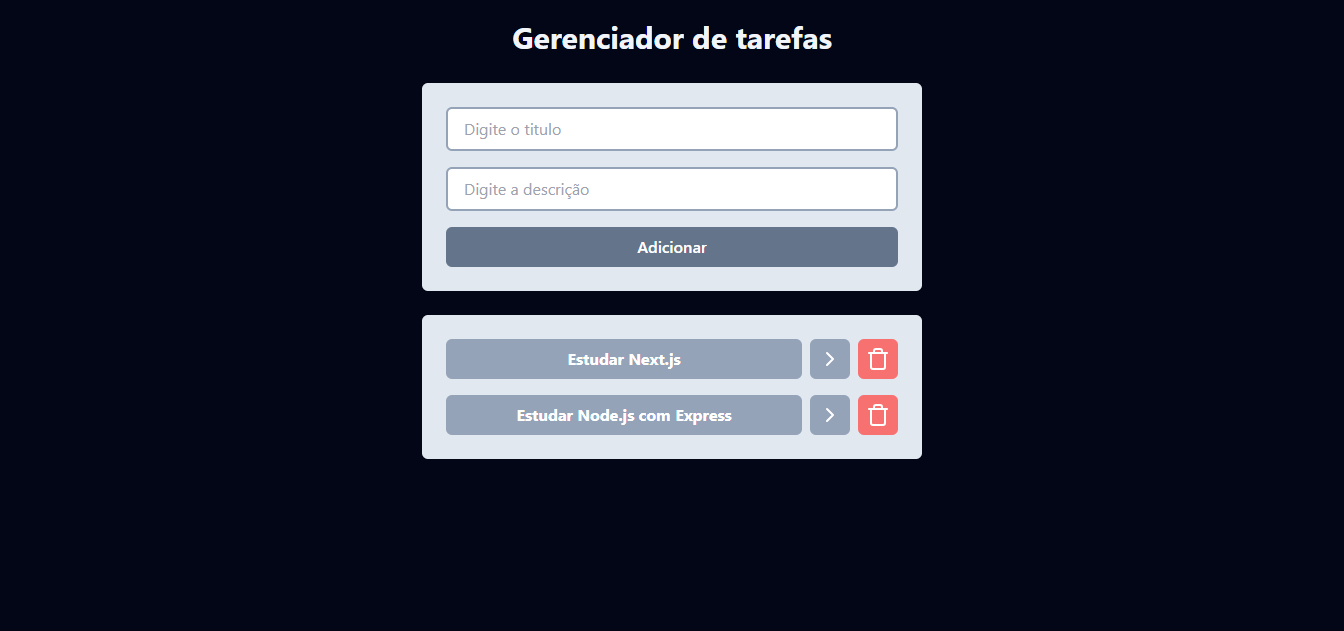 Gerenciador de tarefas
Digite o titulo
Digite a descrição
Adicionar
Estudar Next.js
Estudar Node.js com Express